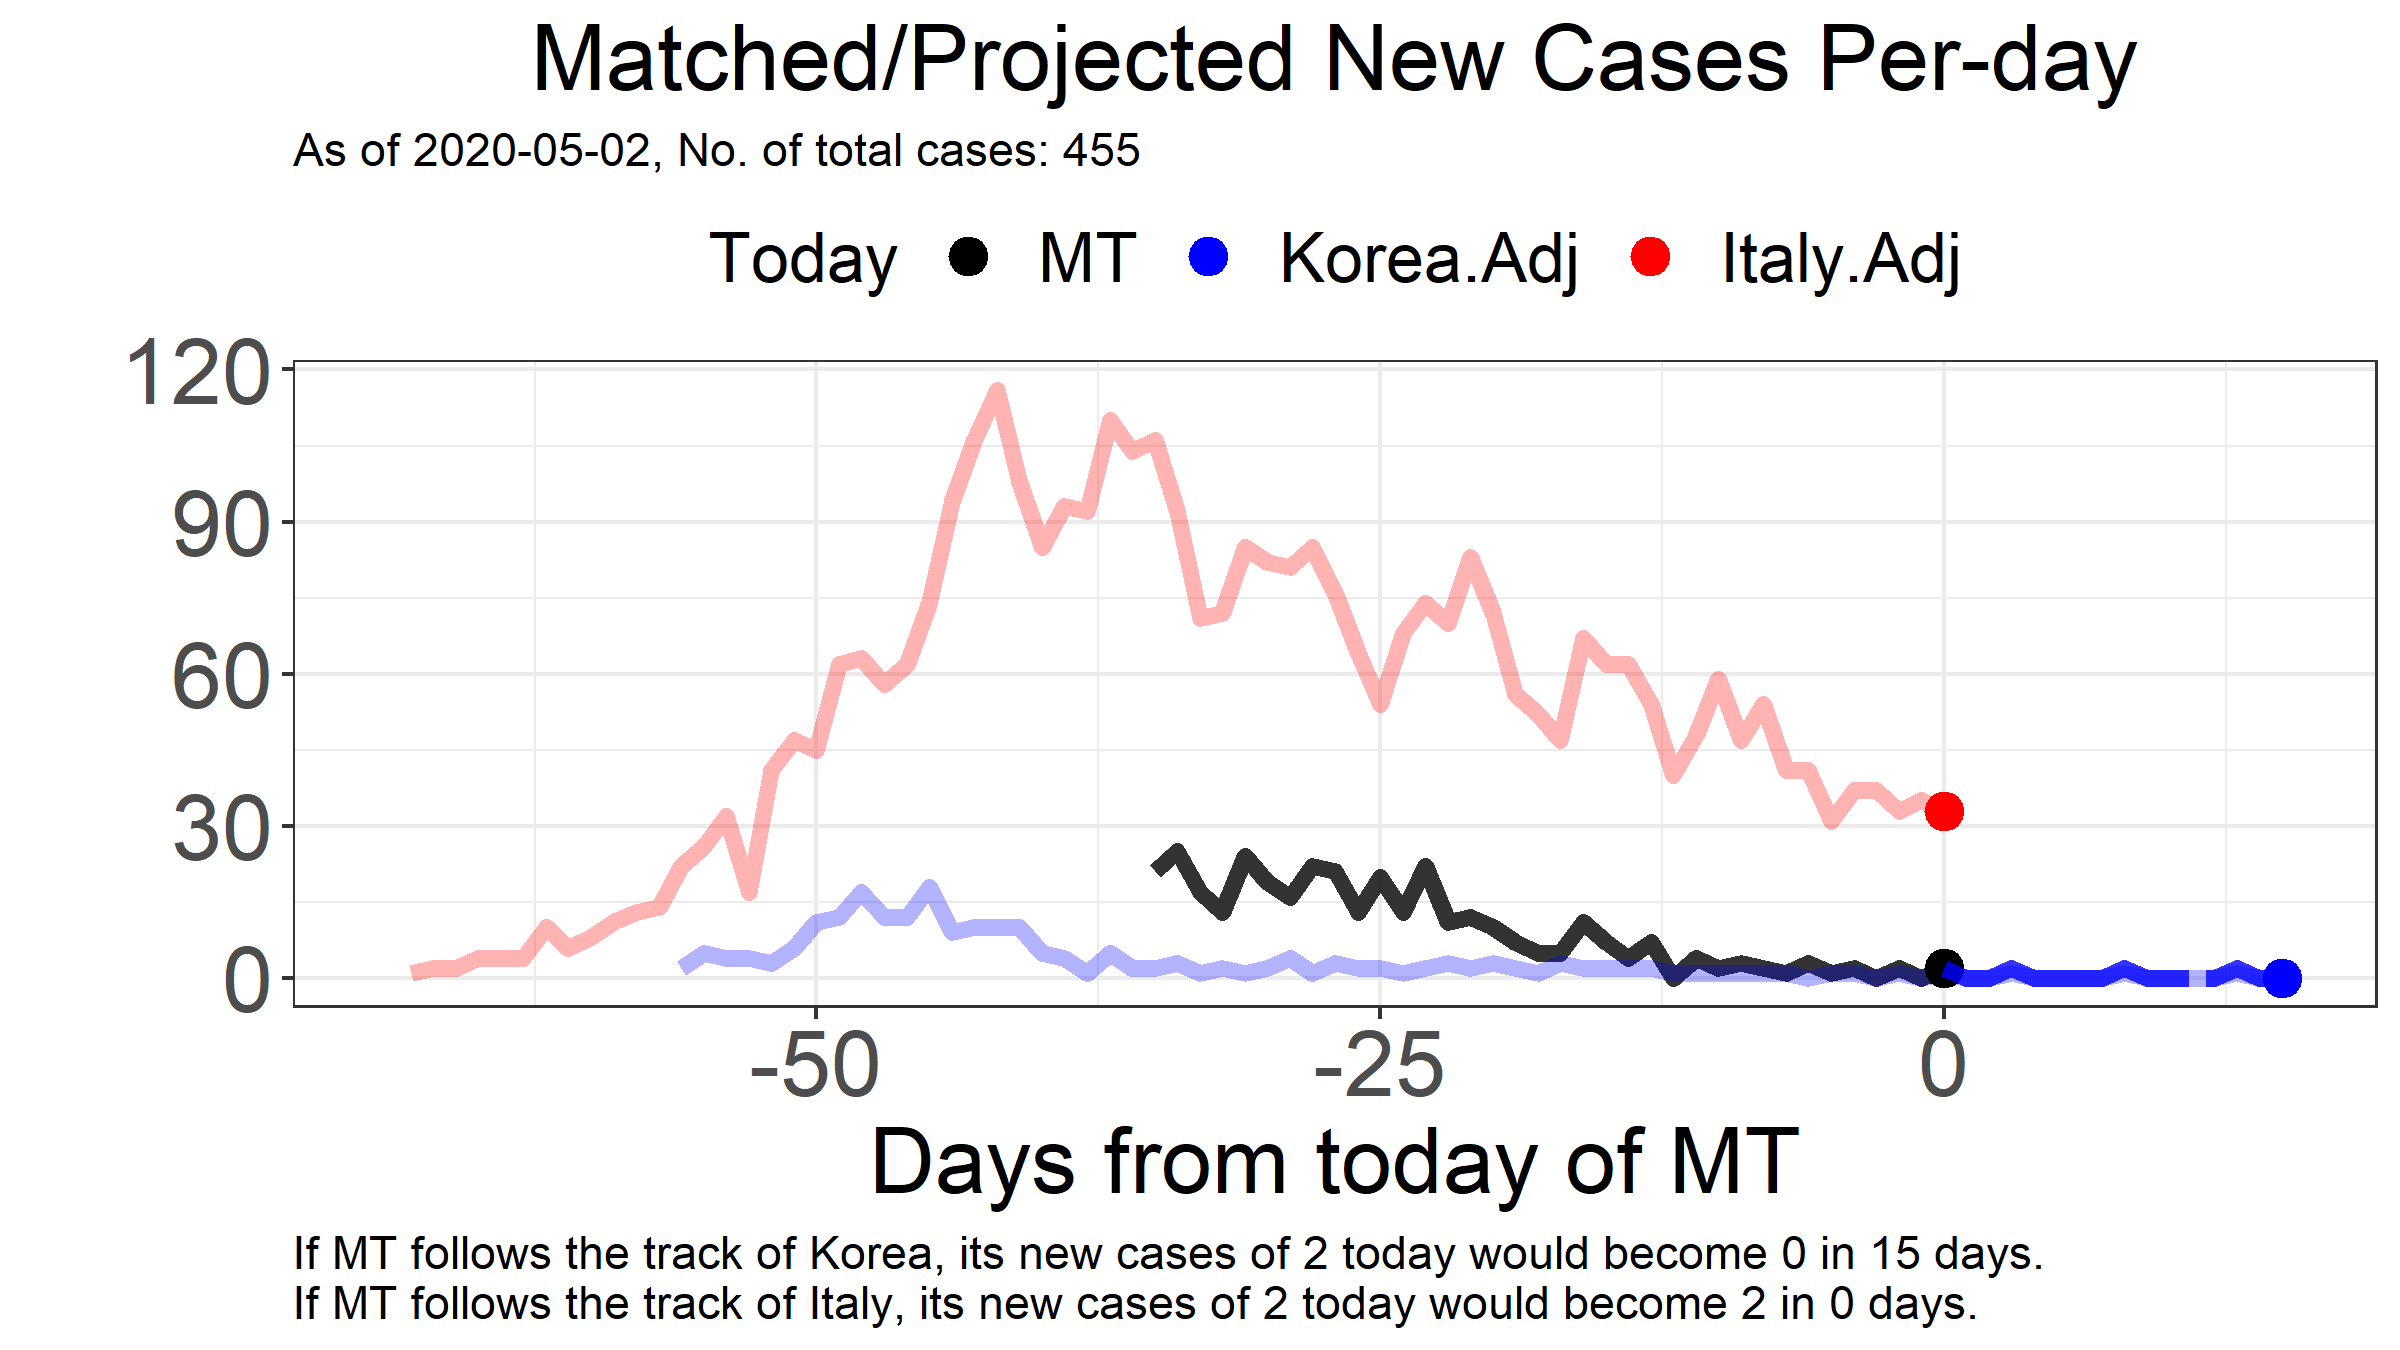 Matched/Projected New Cases Per-day
As of 2020-05-02, No. of total cases: 455
Today MT Korea.Adj Italy.Adj
120
90
60
30
0
-50 -25 0
Days from today of MT
If MT follows the track of Korea, its new cases of 2 today would become 0 in 15 days.
If MT follows the track of Italy, its new cases of 2 today would become 2 in 0 days.